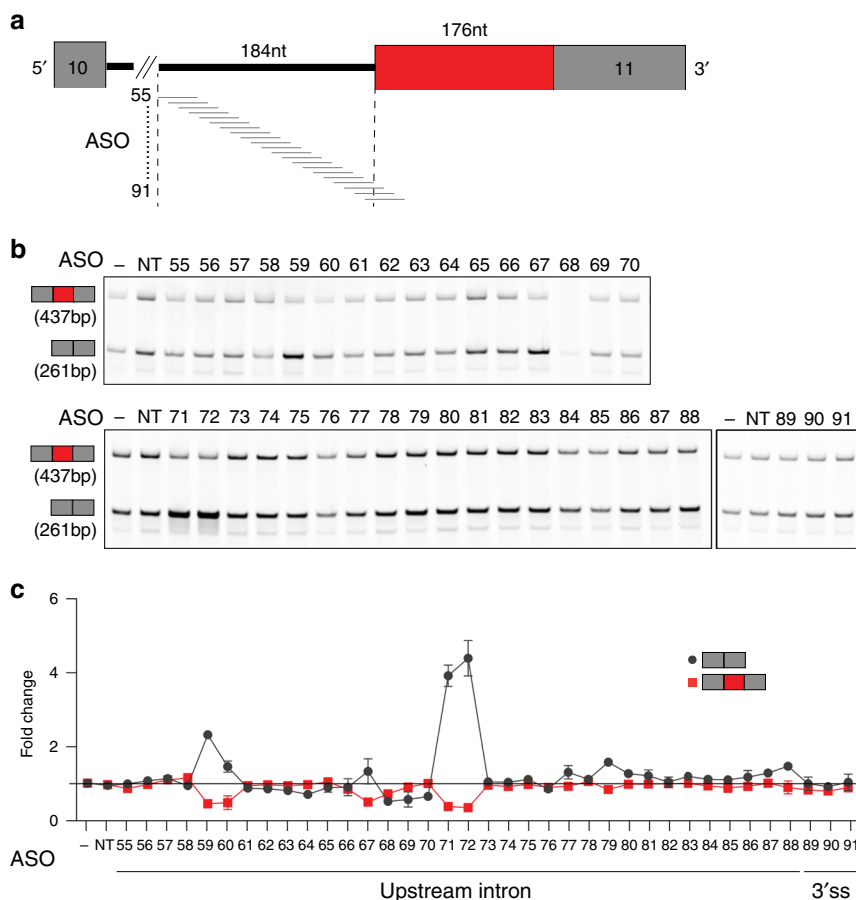 a
176nt
184nt
5′ 10 11 3′
55
ASO
91
b
ASO – NT 55 56 57 58 59 60 61 62 63 64 65 66 67 68 69 70
(437bp)
(261bp)
ASO – NT 71 72 73 74 75 76 77 78 79 80 81 82 83 84 85 86 87 88 – NT 89 90 91
(437bp)
(261bp)
c
6
4
2
0
Fold change
– NT 55 56 57 58 59 60 61 62 63 64 65 66 67 68 69 70 71 72 73 74 75 76 77 78 79 80 81 82 83 84 85 86 87 88 89 90 91
ASO
Upstream intron 3′ss